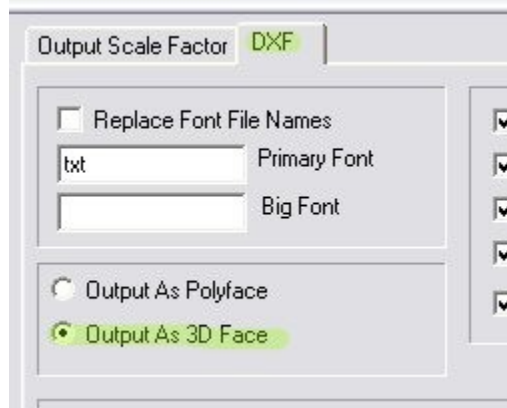 Output Scale Factor DXF
Replace Font File Names
txt Primary Font
Big Font
Output As Polyface
Output As 3D Face